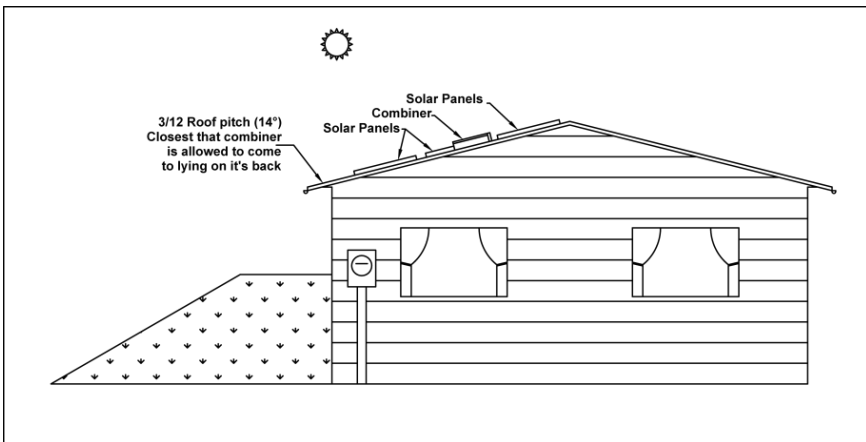 Solar Panels
Combiner
Solar Panels
3/12 Roof pitch (14°)
Closest that combiner
is allowed to come
to lying on it's back